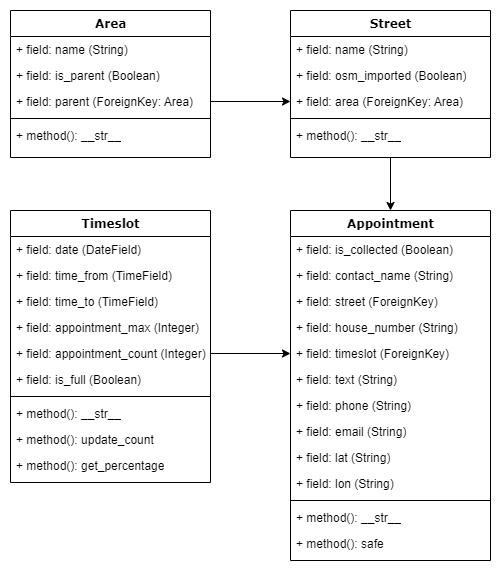 Area
+ field: name (String)
+ field: is_parent (Boolean)
+ field: parent (ForeignKey: Area)
+ method(): __str__
Street
+ field: name (String)
+ field: osm_imported (Boolean)
+ field: area (ForeignKey: Area)
+ method(): __str__
Timeslot
+ field: date (DateField)
+ field: time_from (TimeField)
+ field: time_to (TimeField)
+ field: appointment_max (Integer)
+ field: appointment_count (Integer)
+ field: is_full (Boolean)
+ method(): __str__
+ method(): update_count
+ method(): get_percentage
Appointment
+ field: is_collected (Boolean)
+ field: contact_name (String)
+ field: street (ForeignKey)
+ field: house_number (String)
+ field: timeslot (ForeignKey)
+ field: text (String)
+ field: phone (String)
+ field: email (String)
+ field: lat (String)
+ field: lon (String)
+ method(): __str__
+ method(): safe